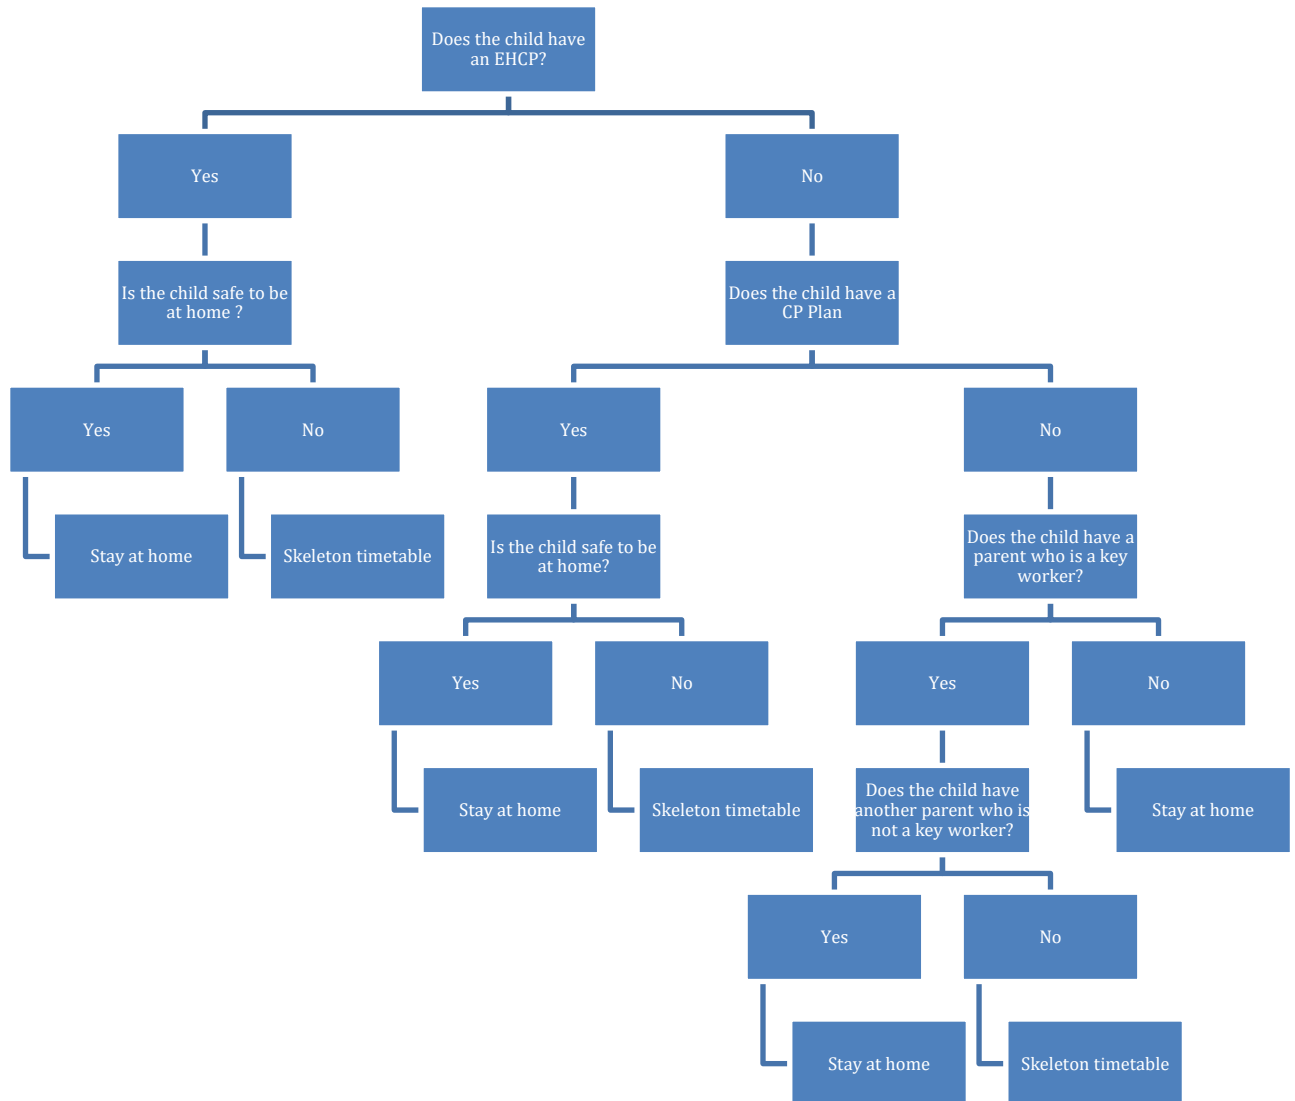 Does the child have
an EHCP?
Yes
No
Is the child safe to be
at home ?
Does the child have a
CP Plan
Yes
No
Yes
No
Stay at home
Skeleton timetable
Is the child safe to be
at home?
Does the child have a
parent who is a key
worker?
Yes
No
Yes
No
Stay at home
Skeleton timetable
Does the child have
another parent who is
not a key worker?
Stay at home
Yes
No
Stay at home
Skeleton timetable